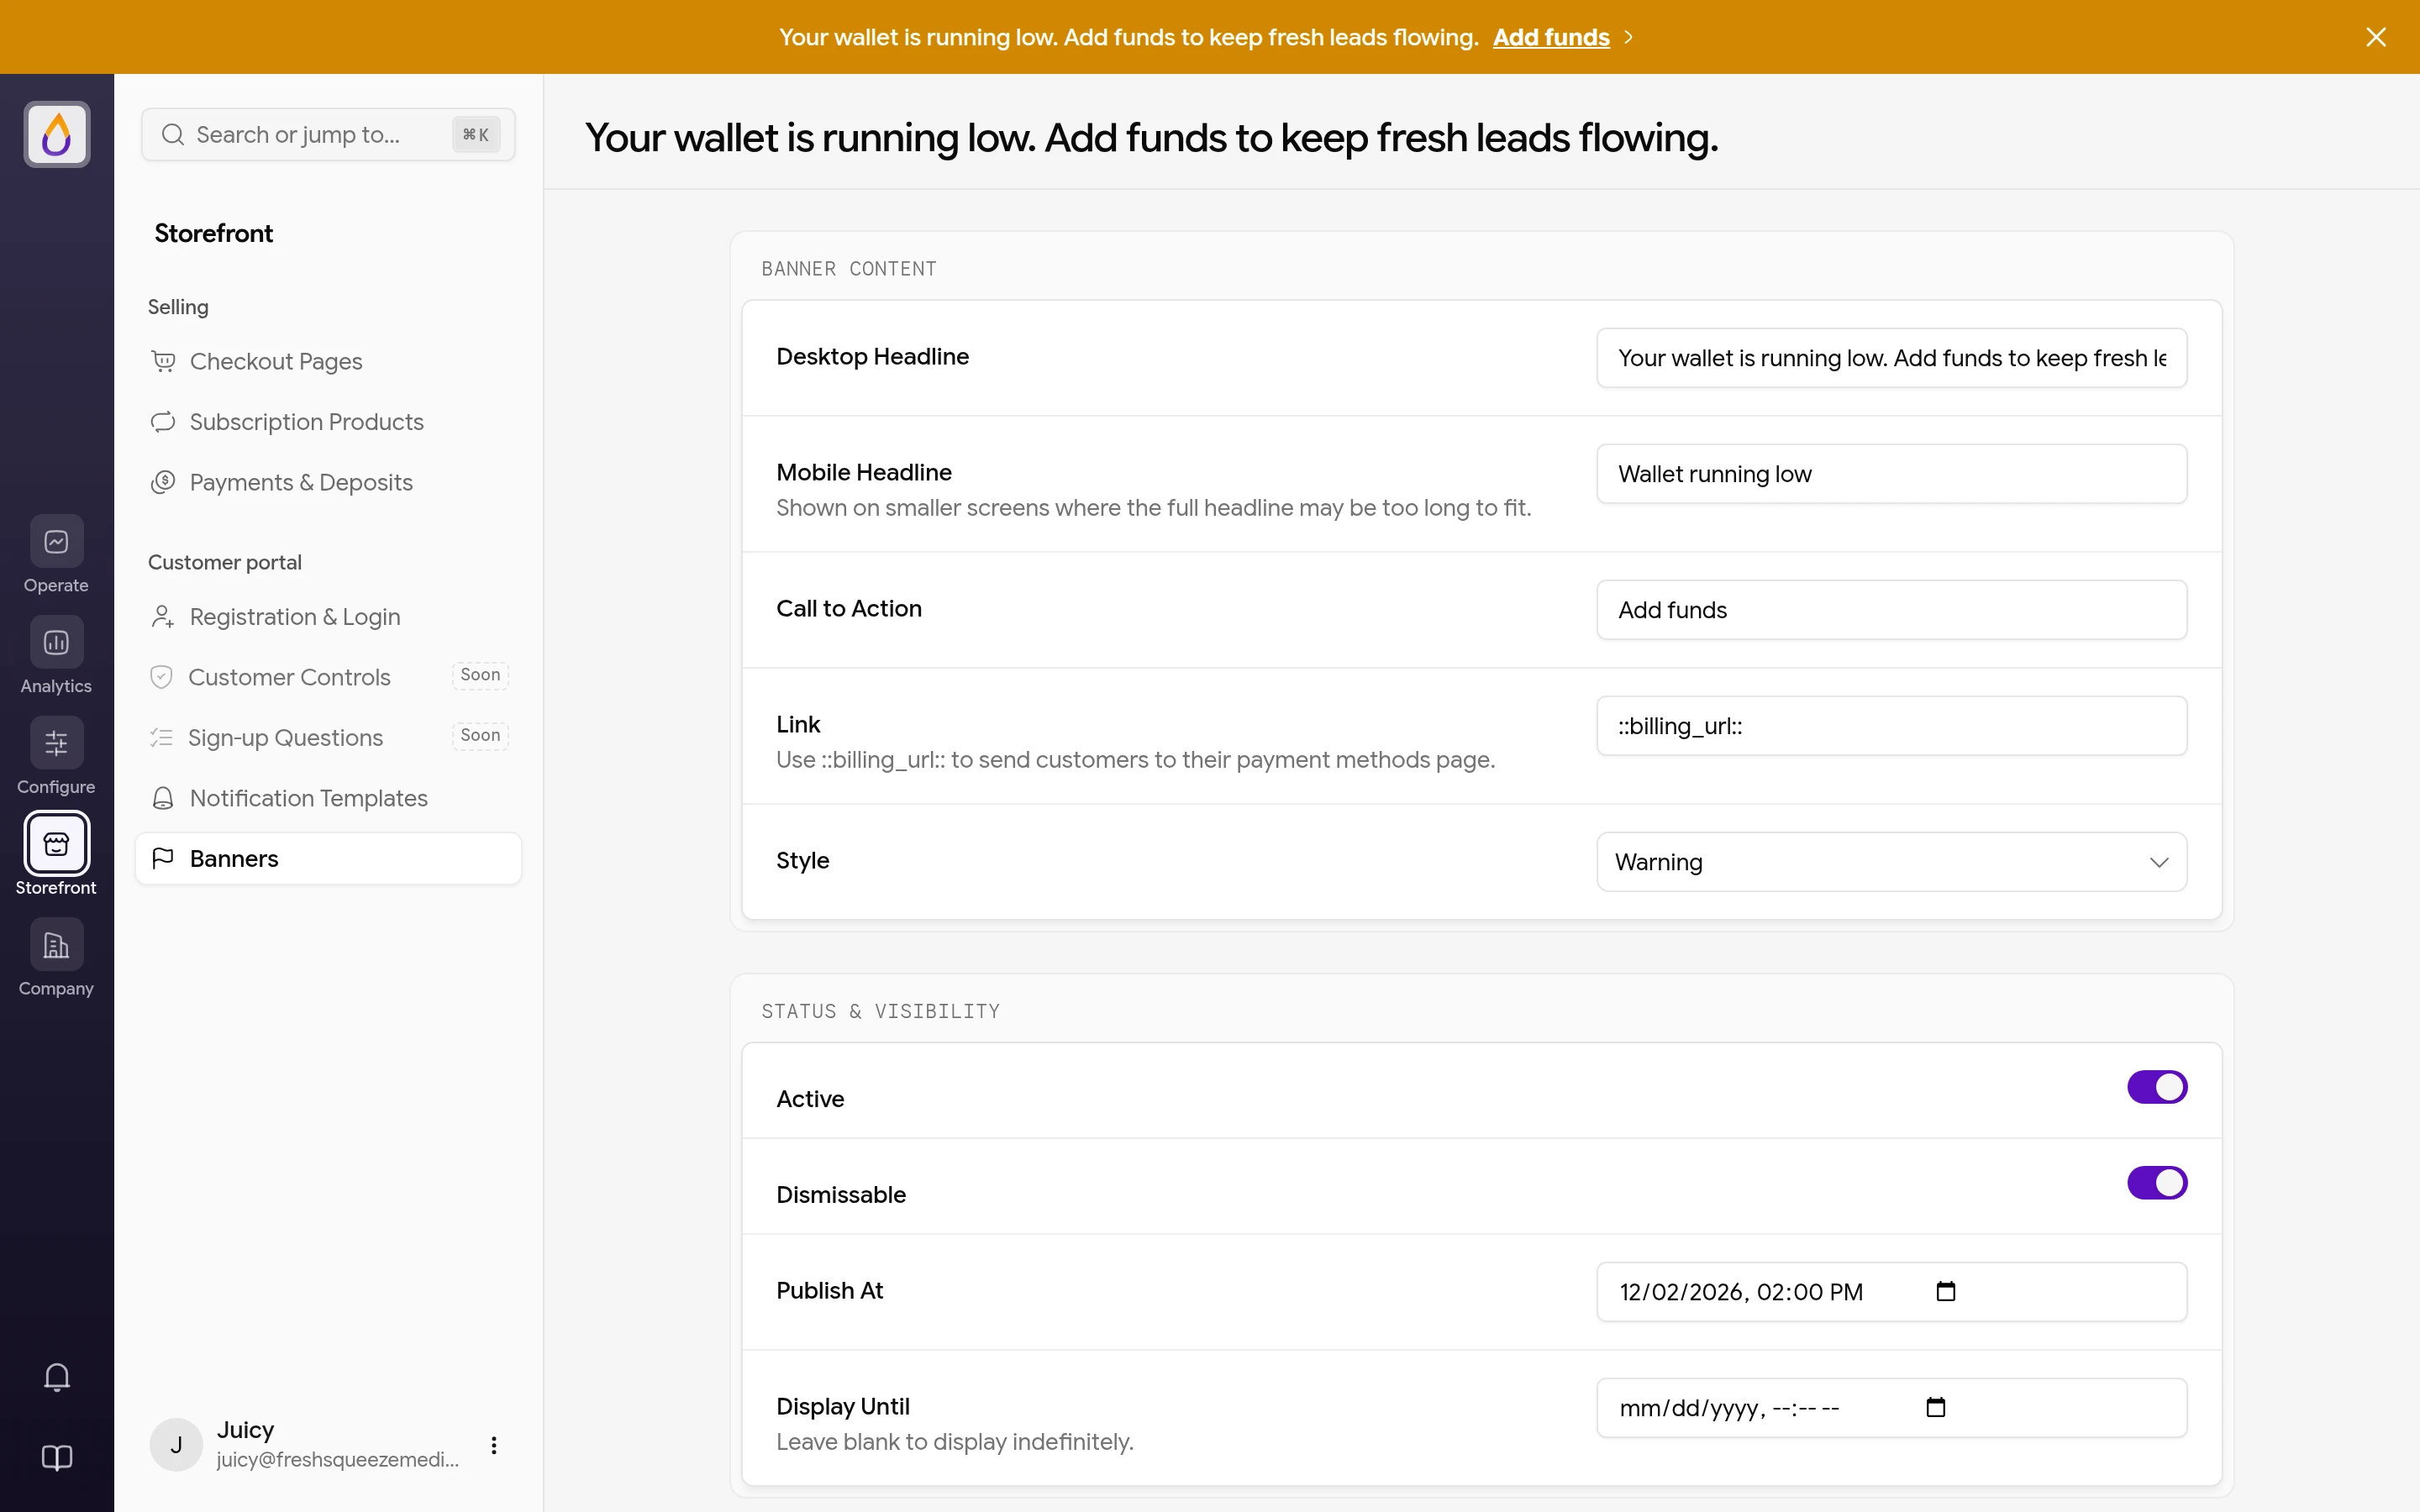 Your wallet is running low. Add funds to keep fresh leads flowing. Add funds
Search or jump to... ⌘ K
Storefront
Selling
Checkout Pages
Subscription Products
Payments & Deposits
Customer portal
Registration & Login
Customer Controls Soon
Sign-up Questions Soon
Notification Templates
Banners
Operate
Analytics
Configure
Storefront
Company
J
Juicy
juicy@freshsqueezemedi...
Your wallet is running low. Add funds to keep fresh leads flowing.
BANNER CONTENT
Desktop Headline
Your wallet is running low. Add funds to keep fresh le
Mobile Headline
Shown on smaller screens where the full headline may be too long to fit.
Wallet running low
Call to Action
Add funds
Link
Use ::billing_url:: to send customers to their payment methods page.
::billing_url::
Style
Warning
STATUS & VISIBILITY
Active
Dismissable
Publish At
12/02/2026, 02:00 PM
Display Until
Leave blank to display indefinitely.
mm/dd/yyyy, --:-- --